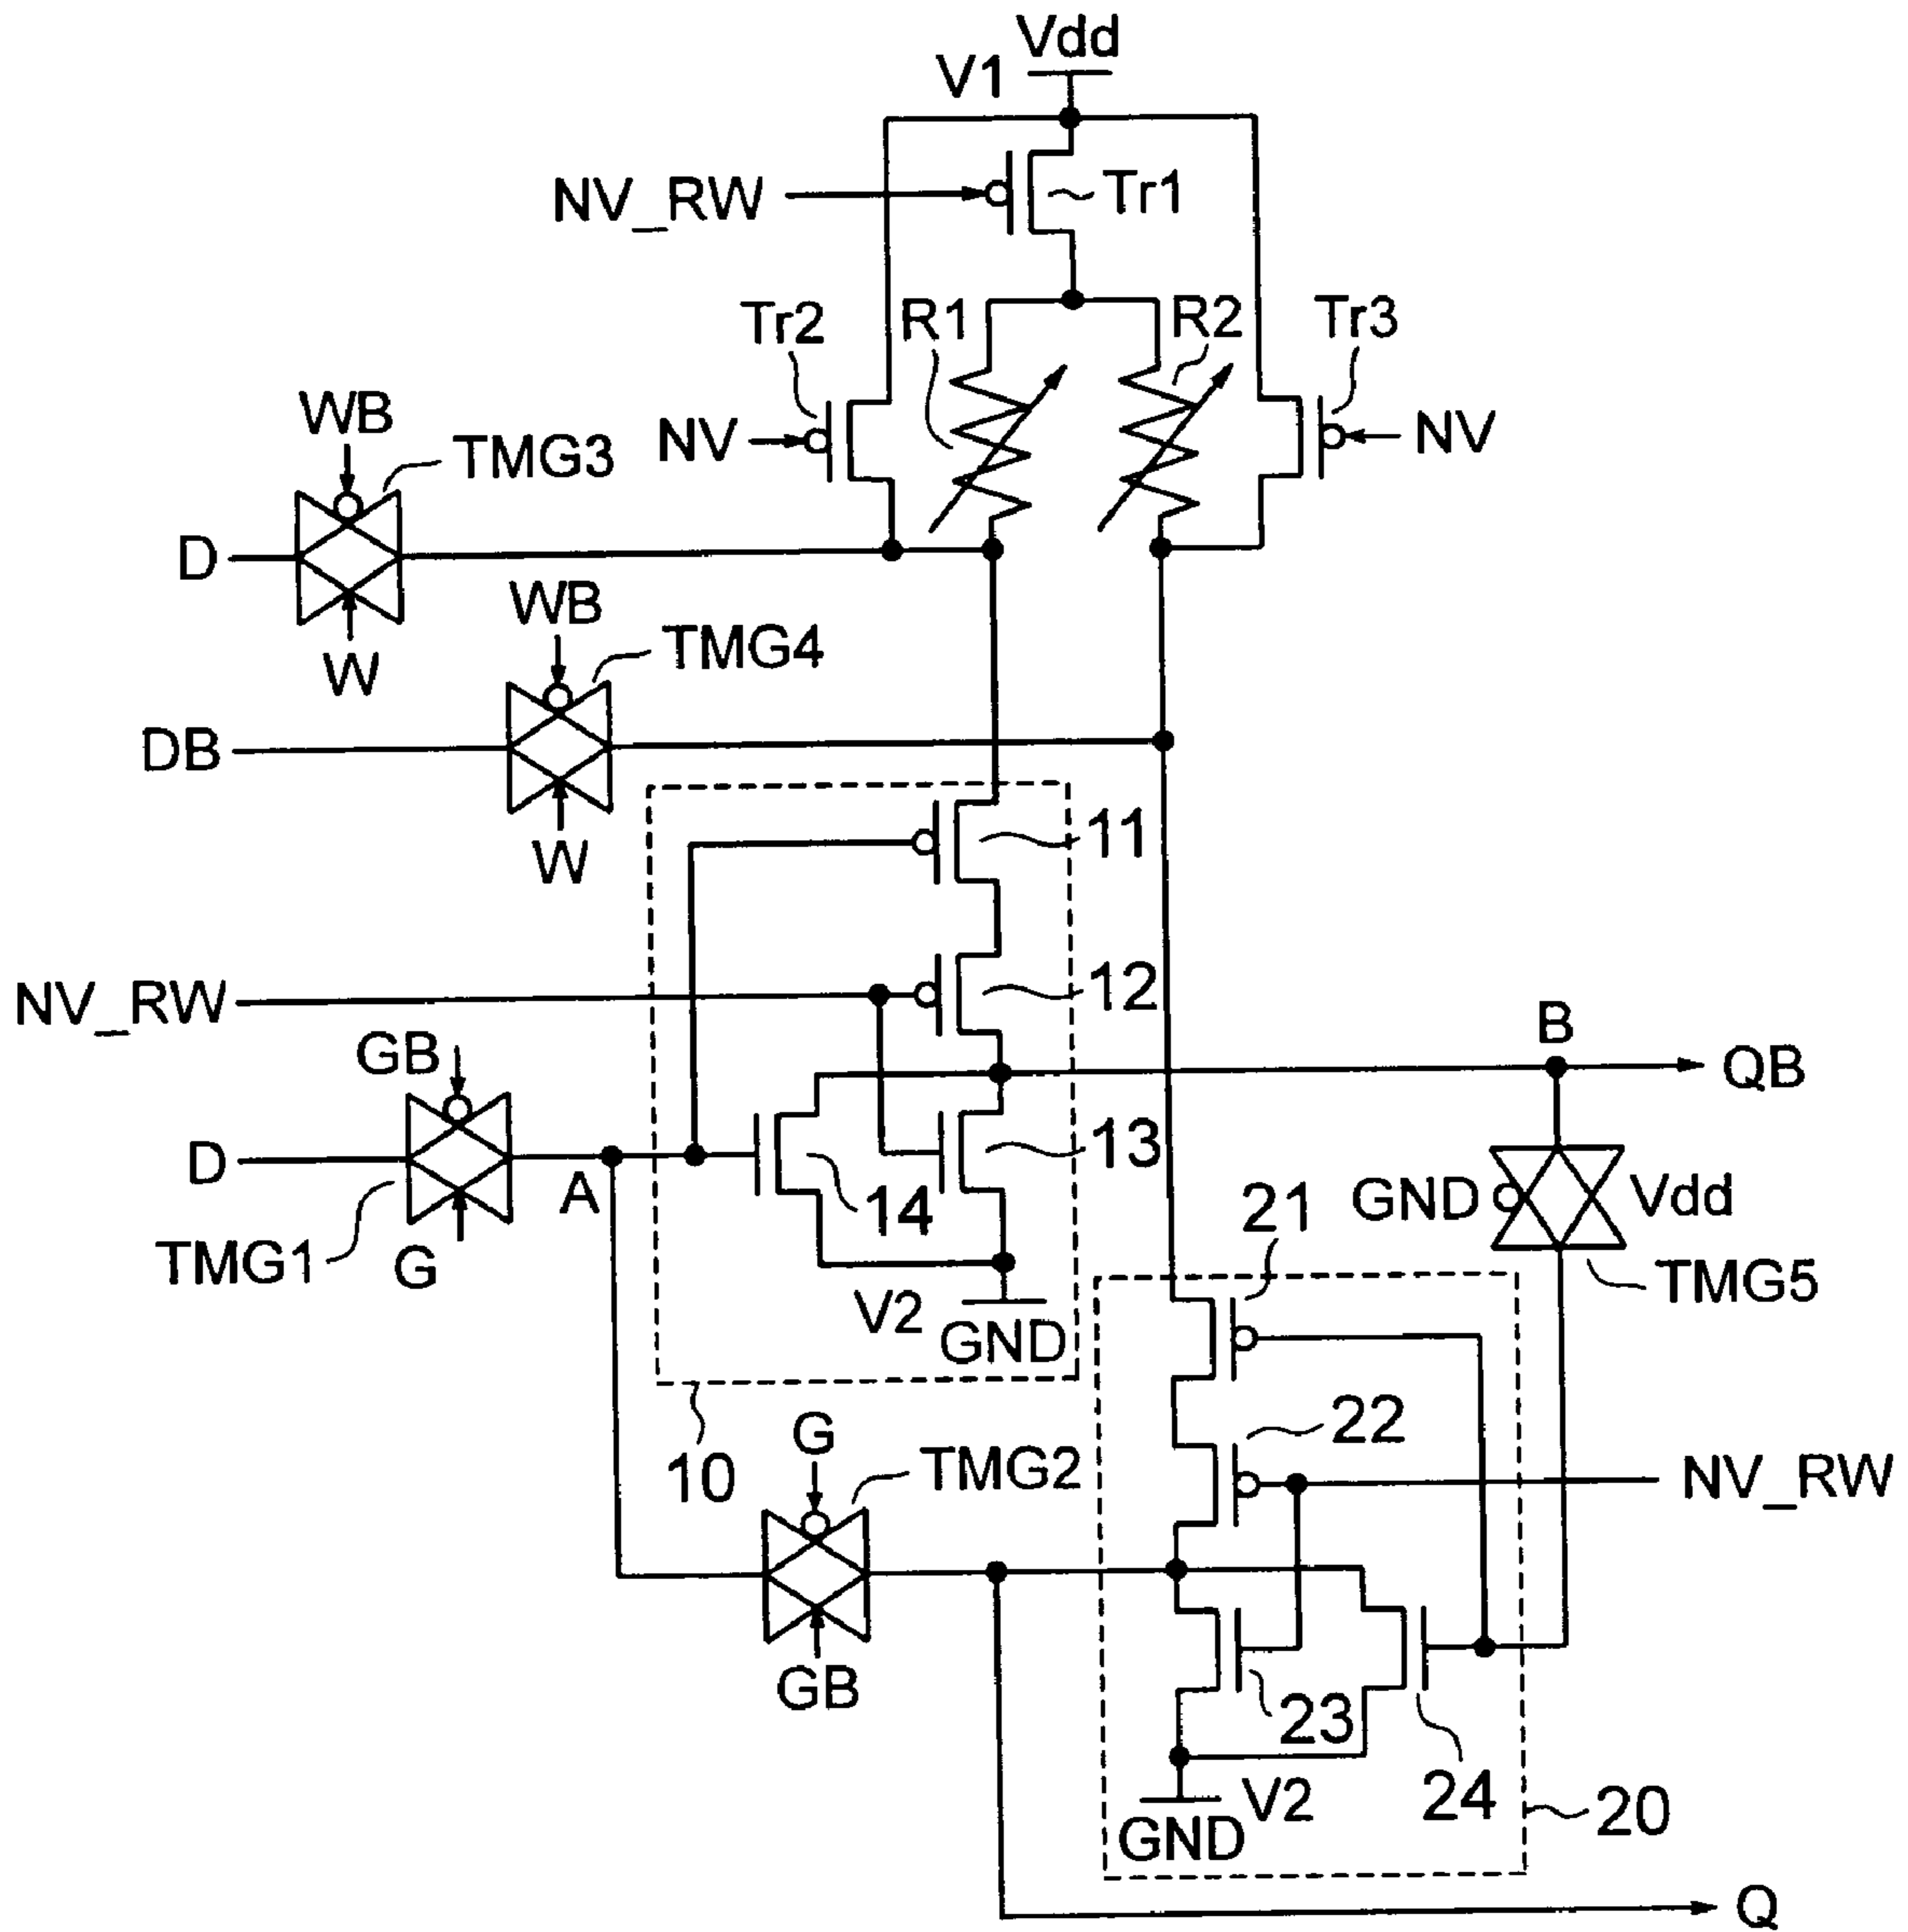 Vdd
V1
NV_RW
Tr1
Tr2
R1
R2
Tr3
WB
TMG3
NV
NV
D
WB
W
TMG4
DB
W
11
NV_RW
12
B
GB
QB
D
13
A
14
21
GND
Vdd
TMG1
G
TMG5
V2
GND
G
22
10
TMG2
NV_RW
GB
23
24
V2
20
GND
Q